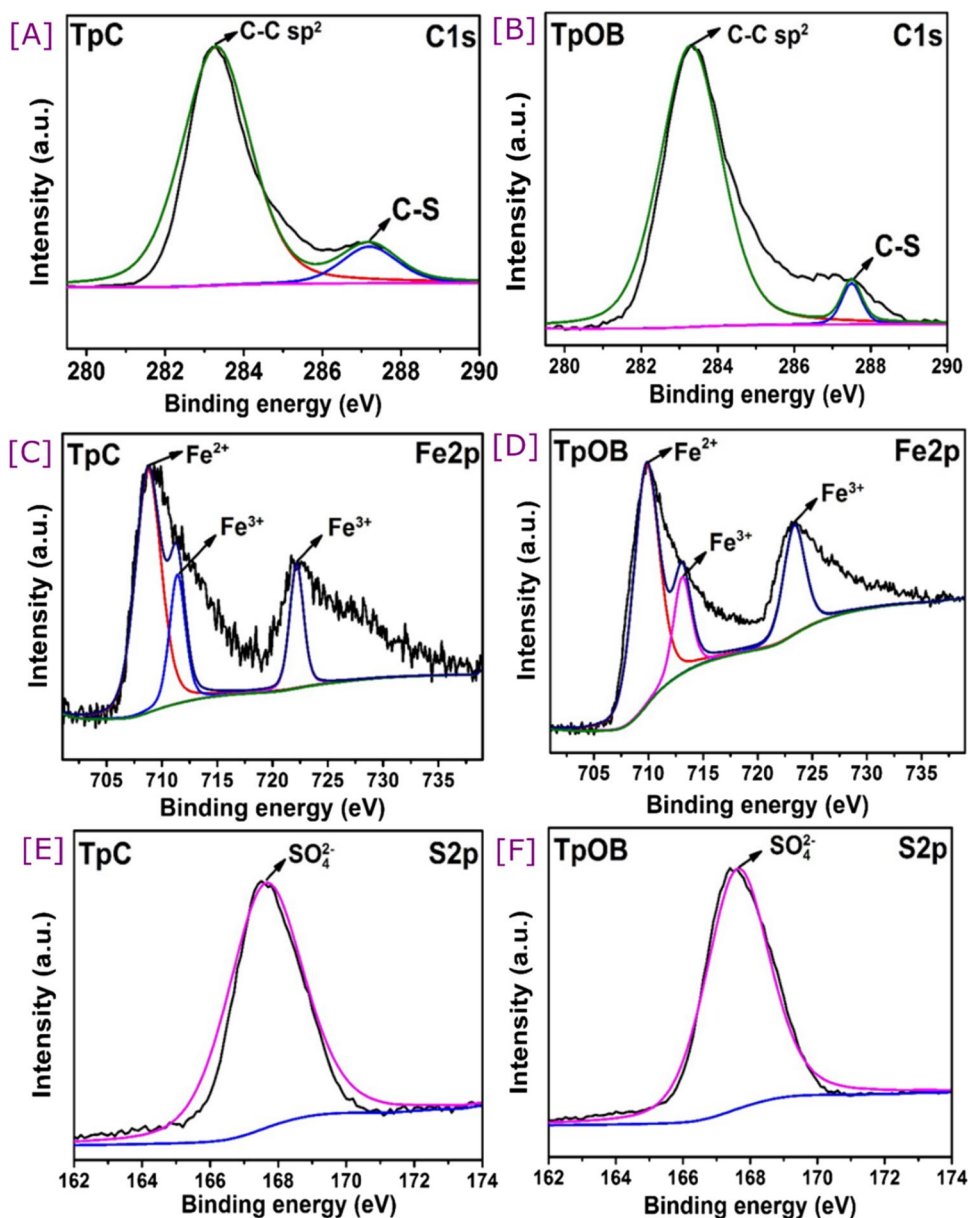 [A] TpC C-C sp² C1s
C-S
Intensity (a.u.)
280 282 284 286 288 290
Binding energy (eV)
[B] TpOB C-C sp² C1s
C-S
Intensity (a.u.)
280 282 284 286 288 290
Binding energy (eV)
[C] TpC Fe²⁺ Fe2p
Fe³⁺ Fe³⁺
Intensity (a.u.)
705 710 715 720 725 730 735
Binding energy (eV)
[D] TpOB Fe²⁺ Fe2p
Fe³⁺ Fe³⁺
Intensity (a.u.)
705 710 715 720 725 730 735
Binding energy (eV)
[E] TpC SO₄²⁻ S2p
Intensity (a.u.)
162 164 166 168 170 172 174
Binding energy (eV)
[F] TpOB SO₄²⁻ S2p
Intensity (a.u.)
162 164 166 168 170 172 174
Binding energy (eV)